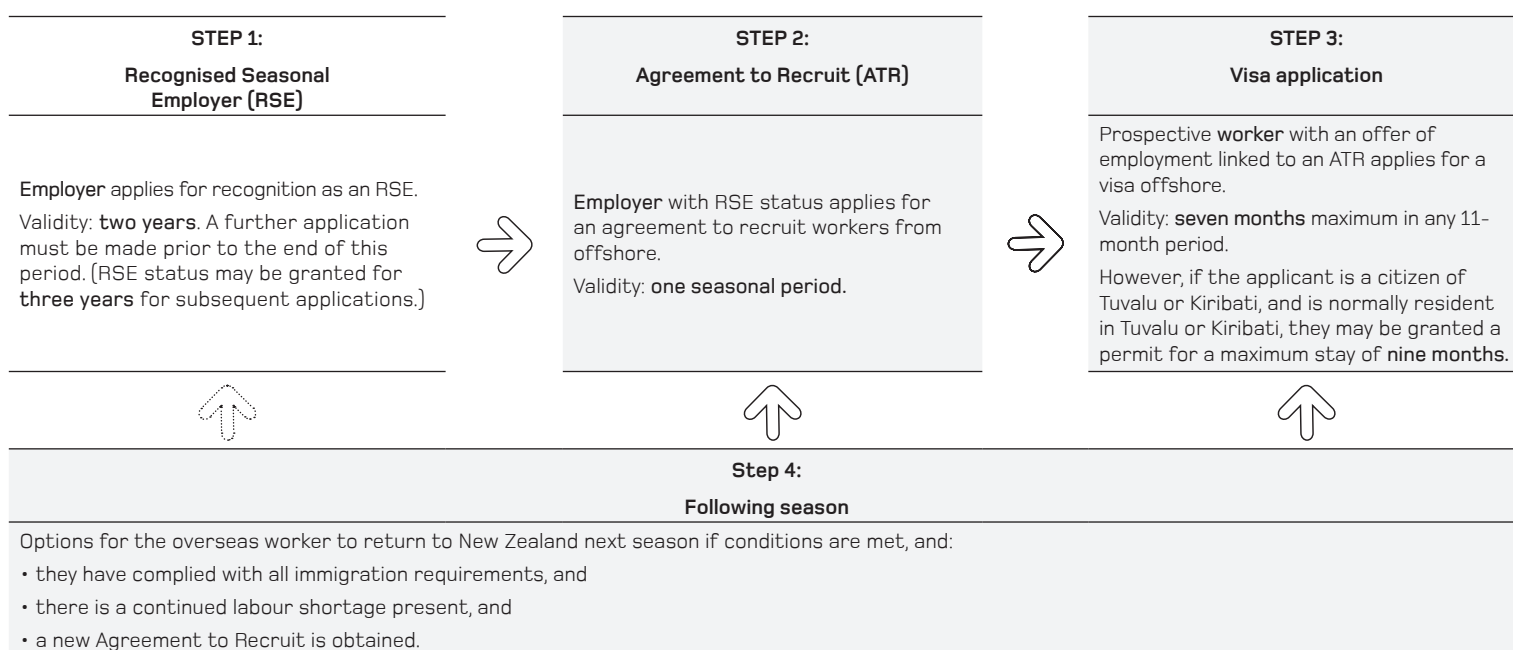 STEP 1:
Recognised Seasonal
Employer (RSE)
Employer applies for recognition as an RSE.
Validity: two years. A further application
must be made prior to the end of this
period. (RSE status may be granted for
three years for subsequent applications.)
STEP 2:
Agreement to Recruit (ATR)
Employer with RSE status applies for
an agreement to recruit workers from
offshore.
Validity: one seasonal period.
STEP 3:
Visa application
Prospective worker with an offer of
employment linked to an ATR applies for a
visa offshore.
Validity: seven months maximum in any 11-
month period.
However, if the applicant is a citizen of
Tuvalu or Kiribati, and is normally resident
in Tuvalu or Kiribati, they may be granted a
permit for a maximum stay of nine months.
Step 4:
Following season
Options for the overseas worker to return to New Zealand next season if conditions are met, and:
• they have complied with all immigration requirements, and
• there is a continued labour shortage present, and
• a new Agreement to Recruit is obtained.